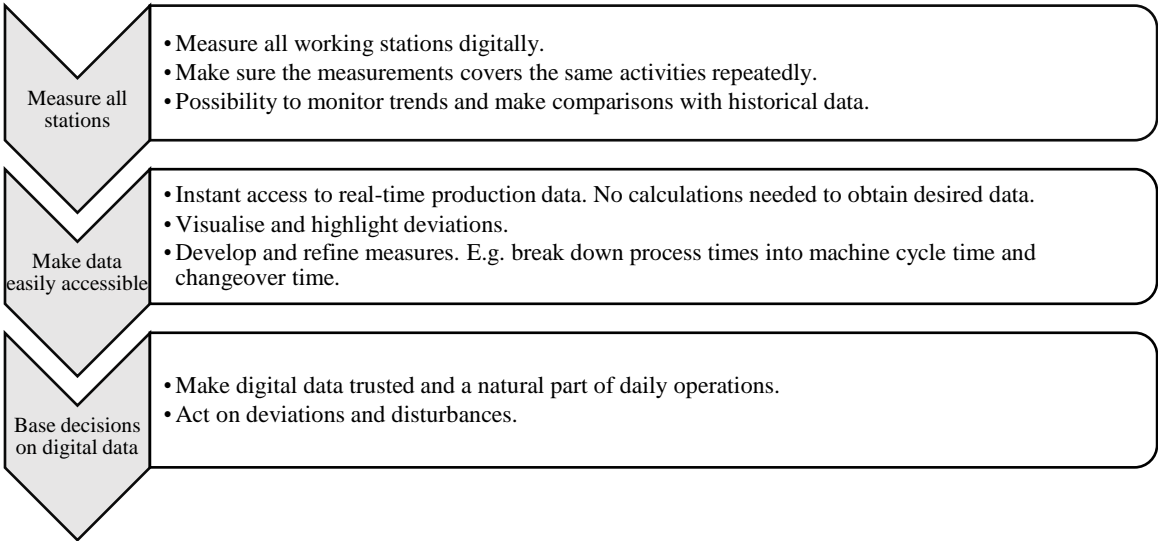 Measure all
stations
• Measure all working stations digitally.
• Make sure the measurements covers the same activities repeatedly.
• Possibility to monitor trends and make comparisons with historical data.
Make data
easily accessible
• Instant access to real-time production data. No calculations needed to obtain desired data.
• Visualise and highlight deviations.
• Develop and refine measures. E.g. break down process times into machine cycle time and
changeover time.
Base decisions
on digital data
• Make digital data trusted and a natural part of daily operations.
• Act on deviations and disturbances.